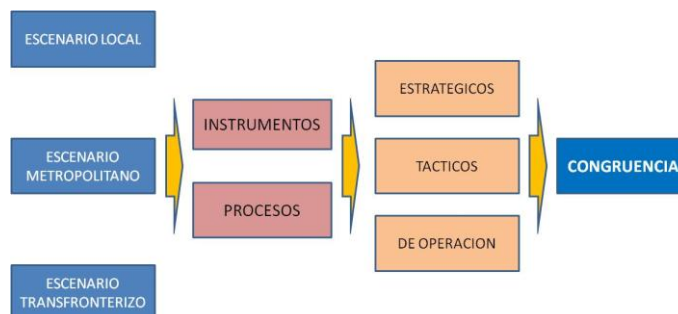 ESCENARIO LOCAL
ESCENARIO
METROPOLITANO
ESCENARIO
TRANSFRONTERIZO
INSTRUMENTOS
PROCESOS
ESTRATEGICOS
TACTICOS
DE OPERACION
CONGRUENCIA